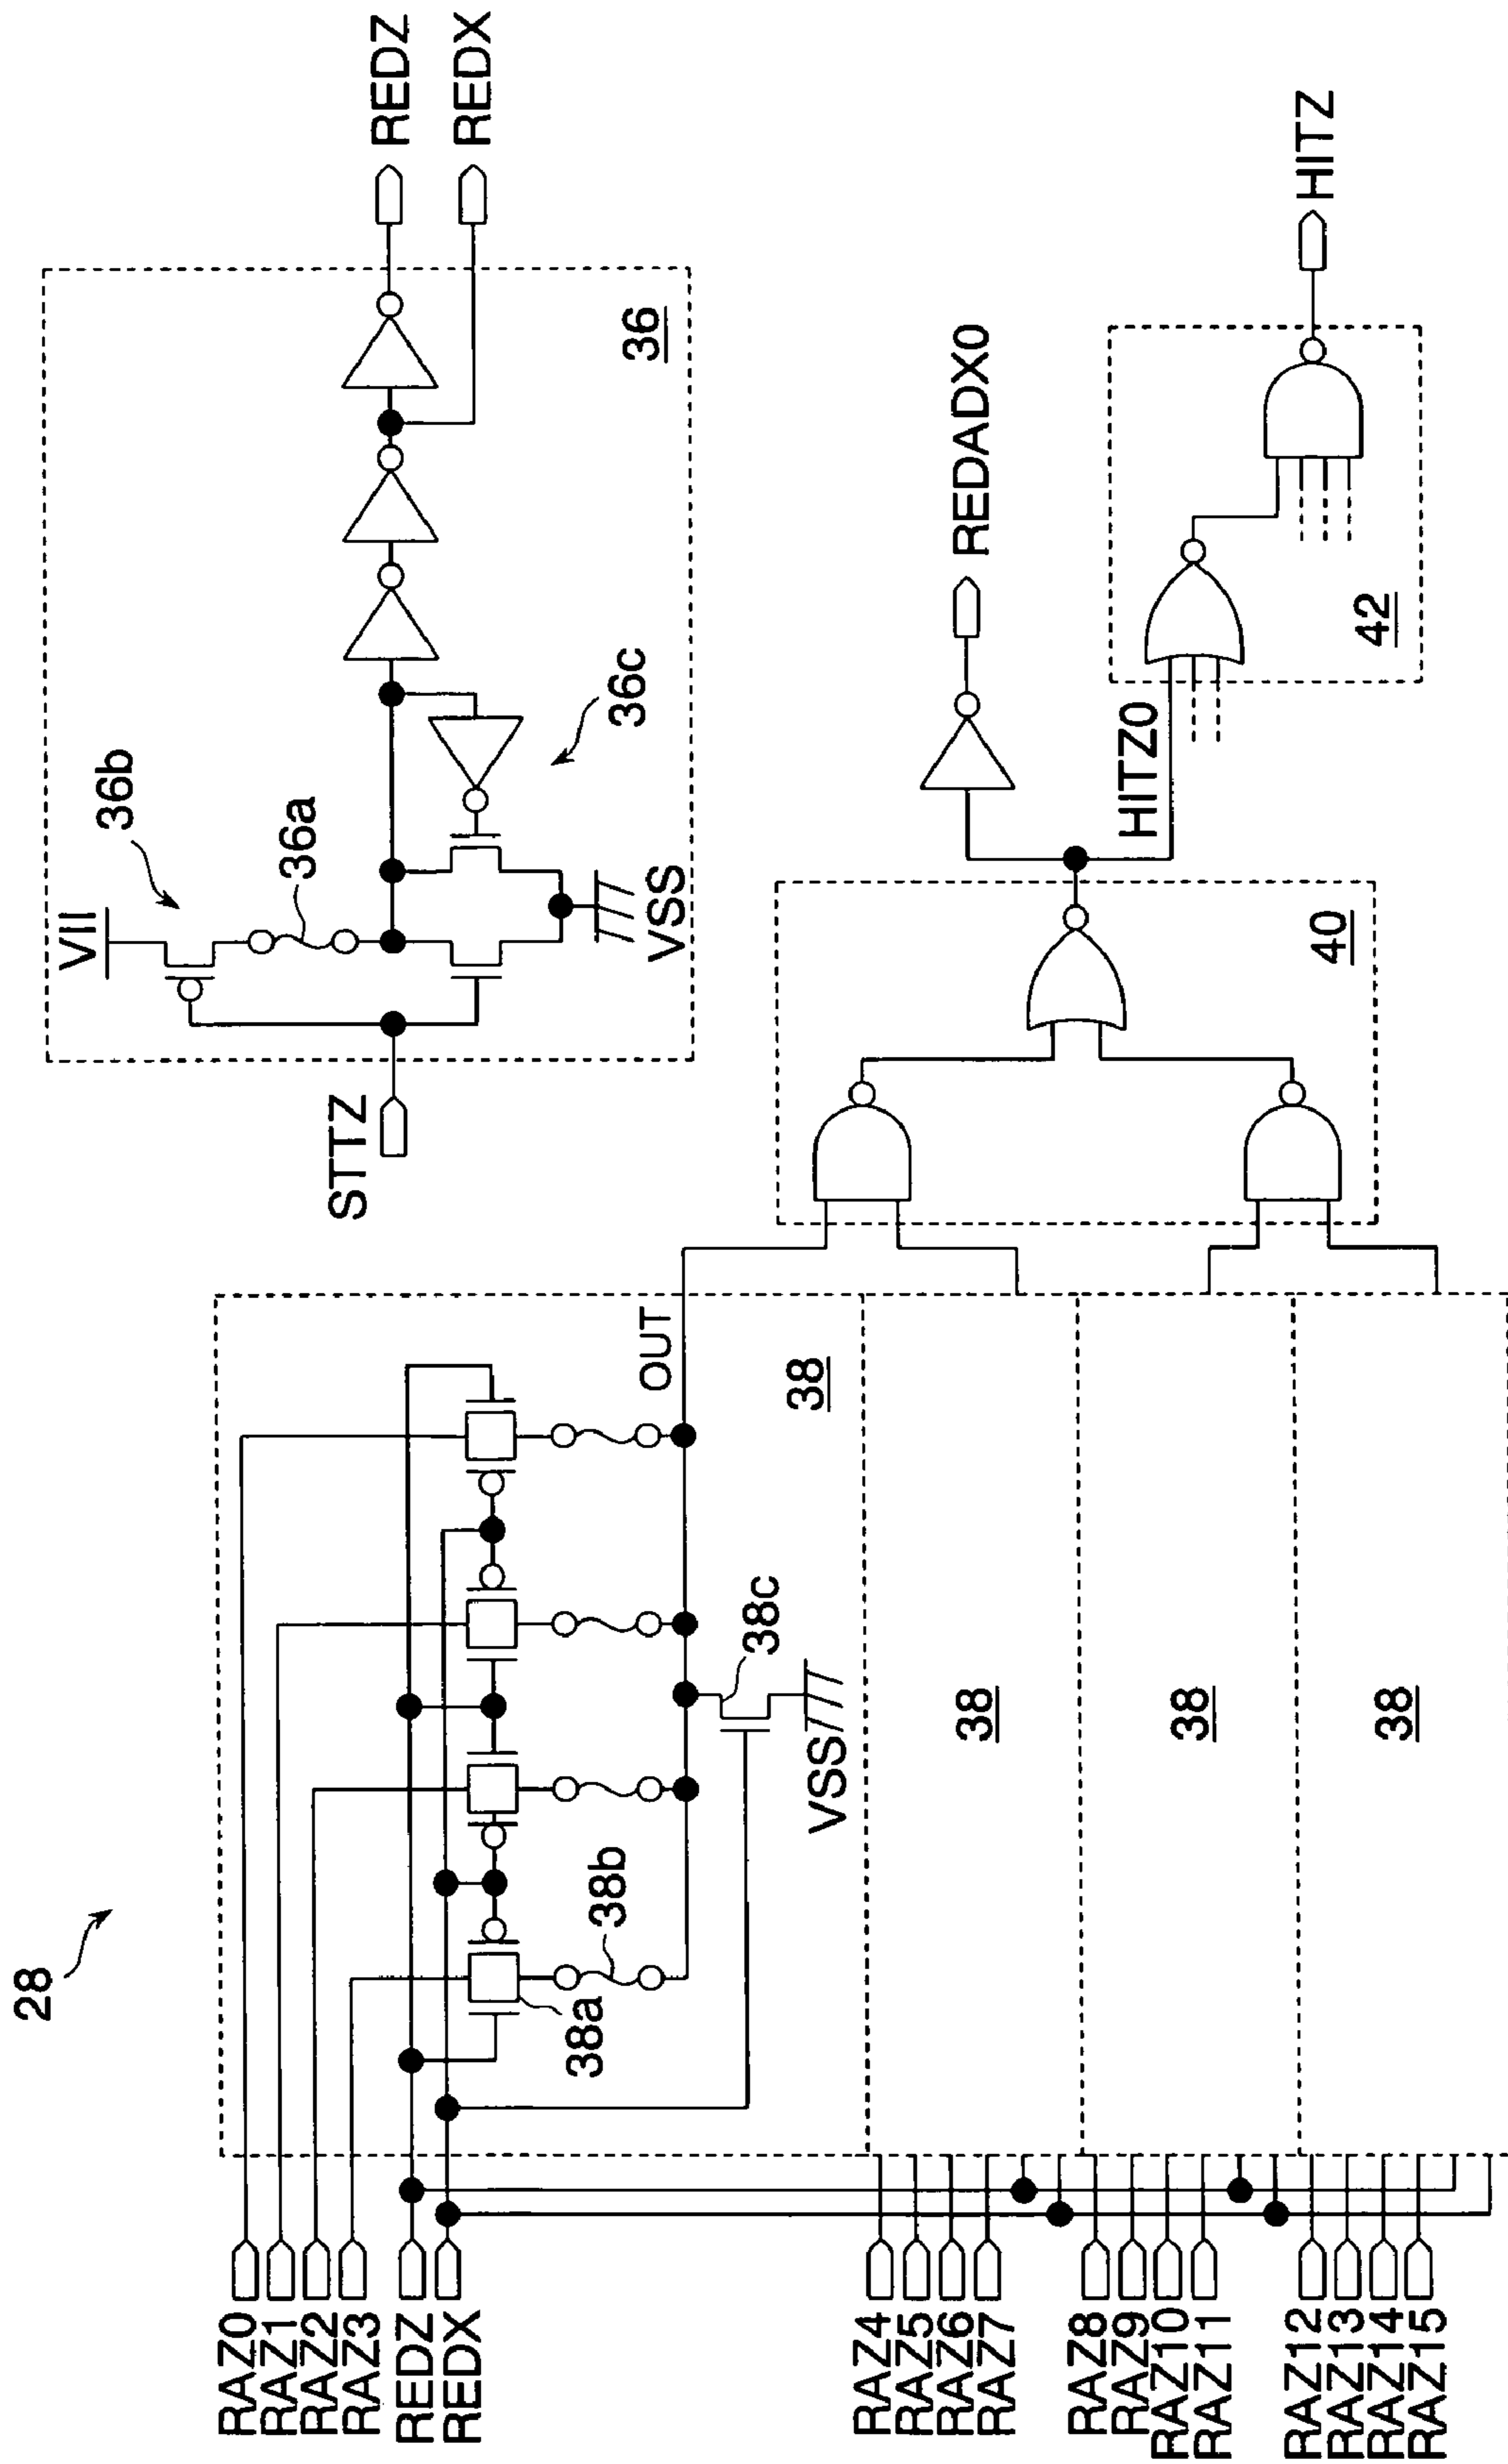 28
RAZ0
RAZ1
RAZ2
RAZ3
REDZ
REDX
38a
38b
38c
VSS
OUT
38
RAZ4
RAZ5
RAZ6
RAZ7
38
RAZ8
RAZ9
RAZ10
RAZ11
38
RAZ12
RAZ13
RAZ14
RAZ15
38
STTZ
VII
36b
36a
VSS
36c
36
REDZ
REDX
40
REDADX0
HITZ0
42
HITZ